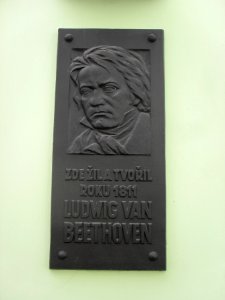 ZDE ŽIL A TVOŘIL
ROKU 1811
LUDWIG VAN
BEETHOVEN